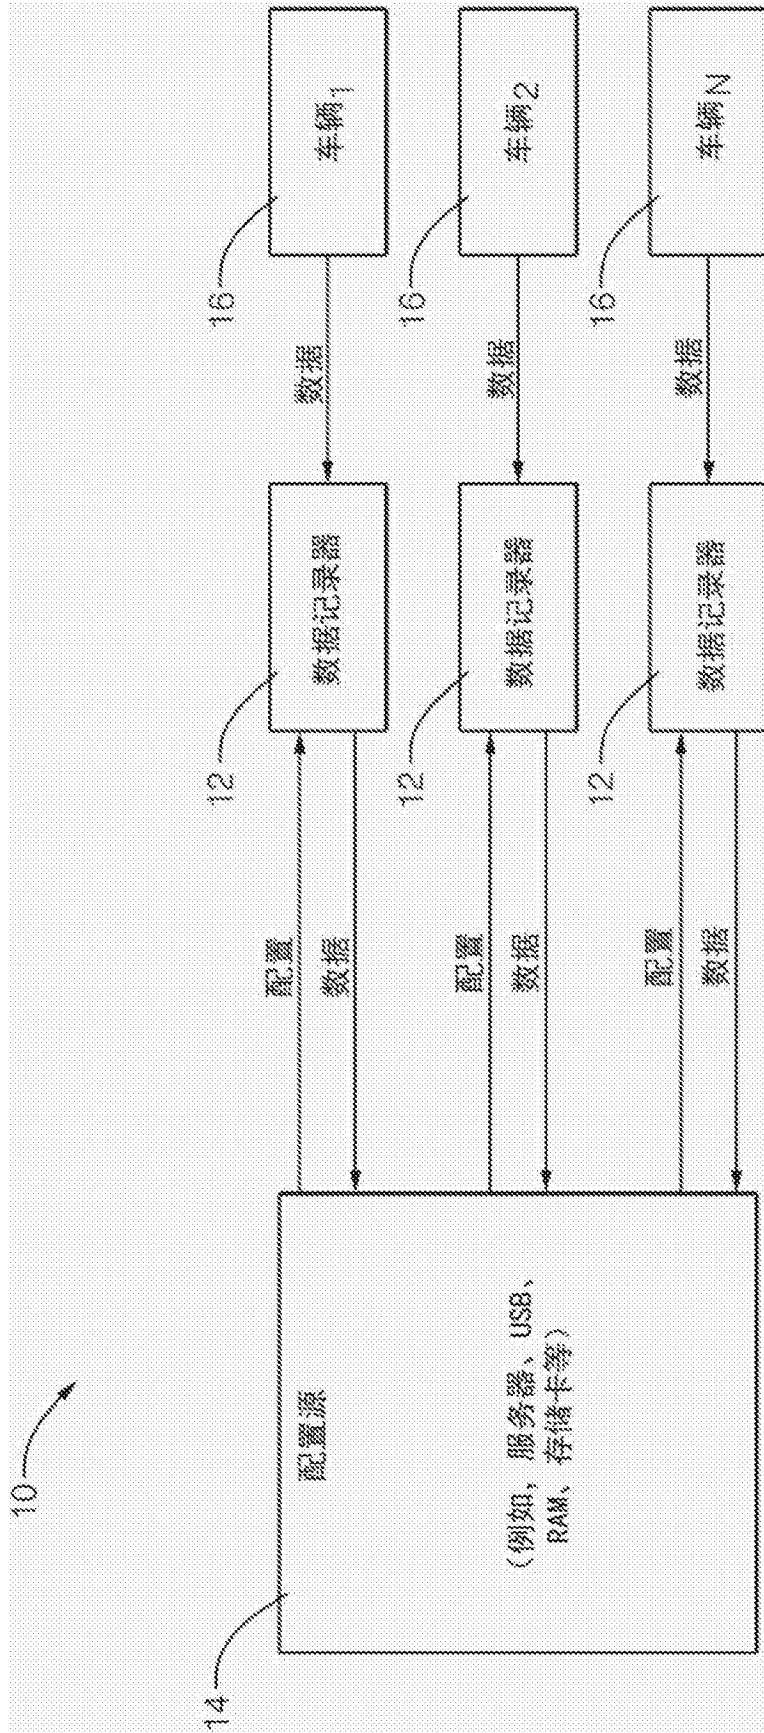 10
14
配置源
(例如，服务器、USB、
RAM、存储卡等)
配置
数据
12
数据记录器
数据
16
车辆1
配置
数据
12
数据记录器
数据
16
车辆2
配置
数据
12
数据记录器
数据
16
车辆N